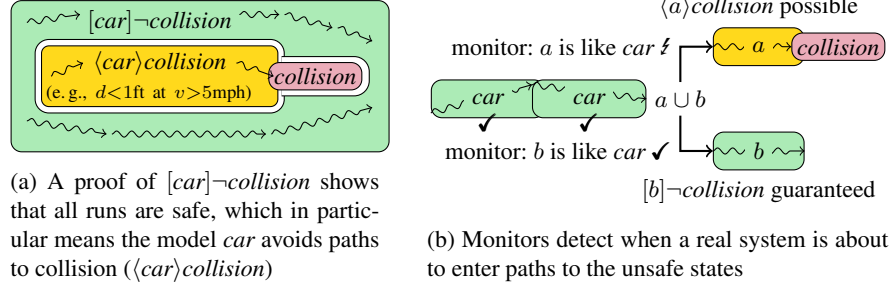 [car]¬collision
⟨car⟩collision
(e. g., d<1ft at v>5mph)
collision
(a) A proof of [car]¬collision shows
that all runs are safe, which in partic-
ular means the model car avoids paths
to collision (⟨car⟩collision)
⟨a⟩collision possible
monitor: a is like car ↯
a
collision
car
car
a ∪ b
✓
✓
monitor: b is like car ✓
b
[b]¬collision guaranteed
(b) Monitors detect when a real system is about
to enter paths to the unsafe states